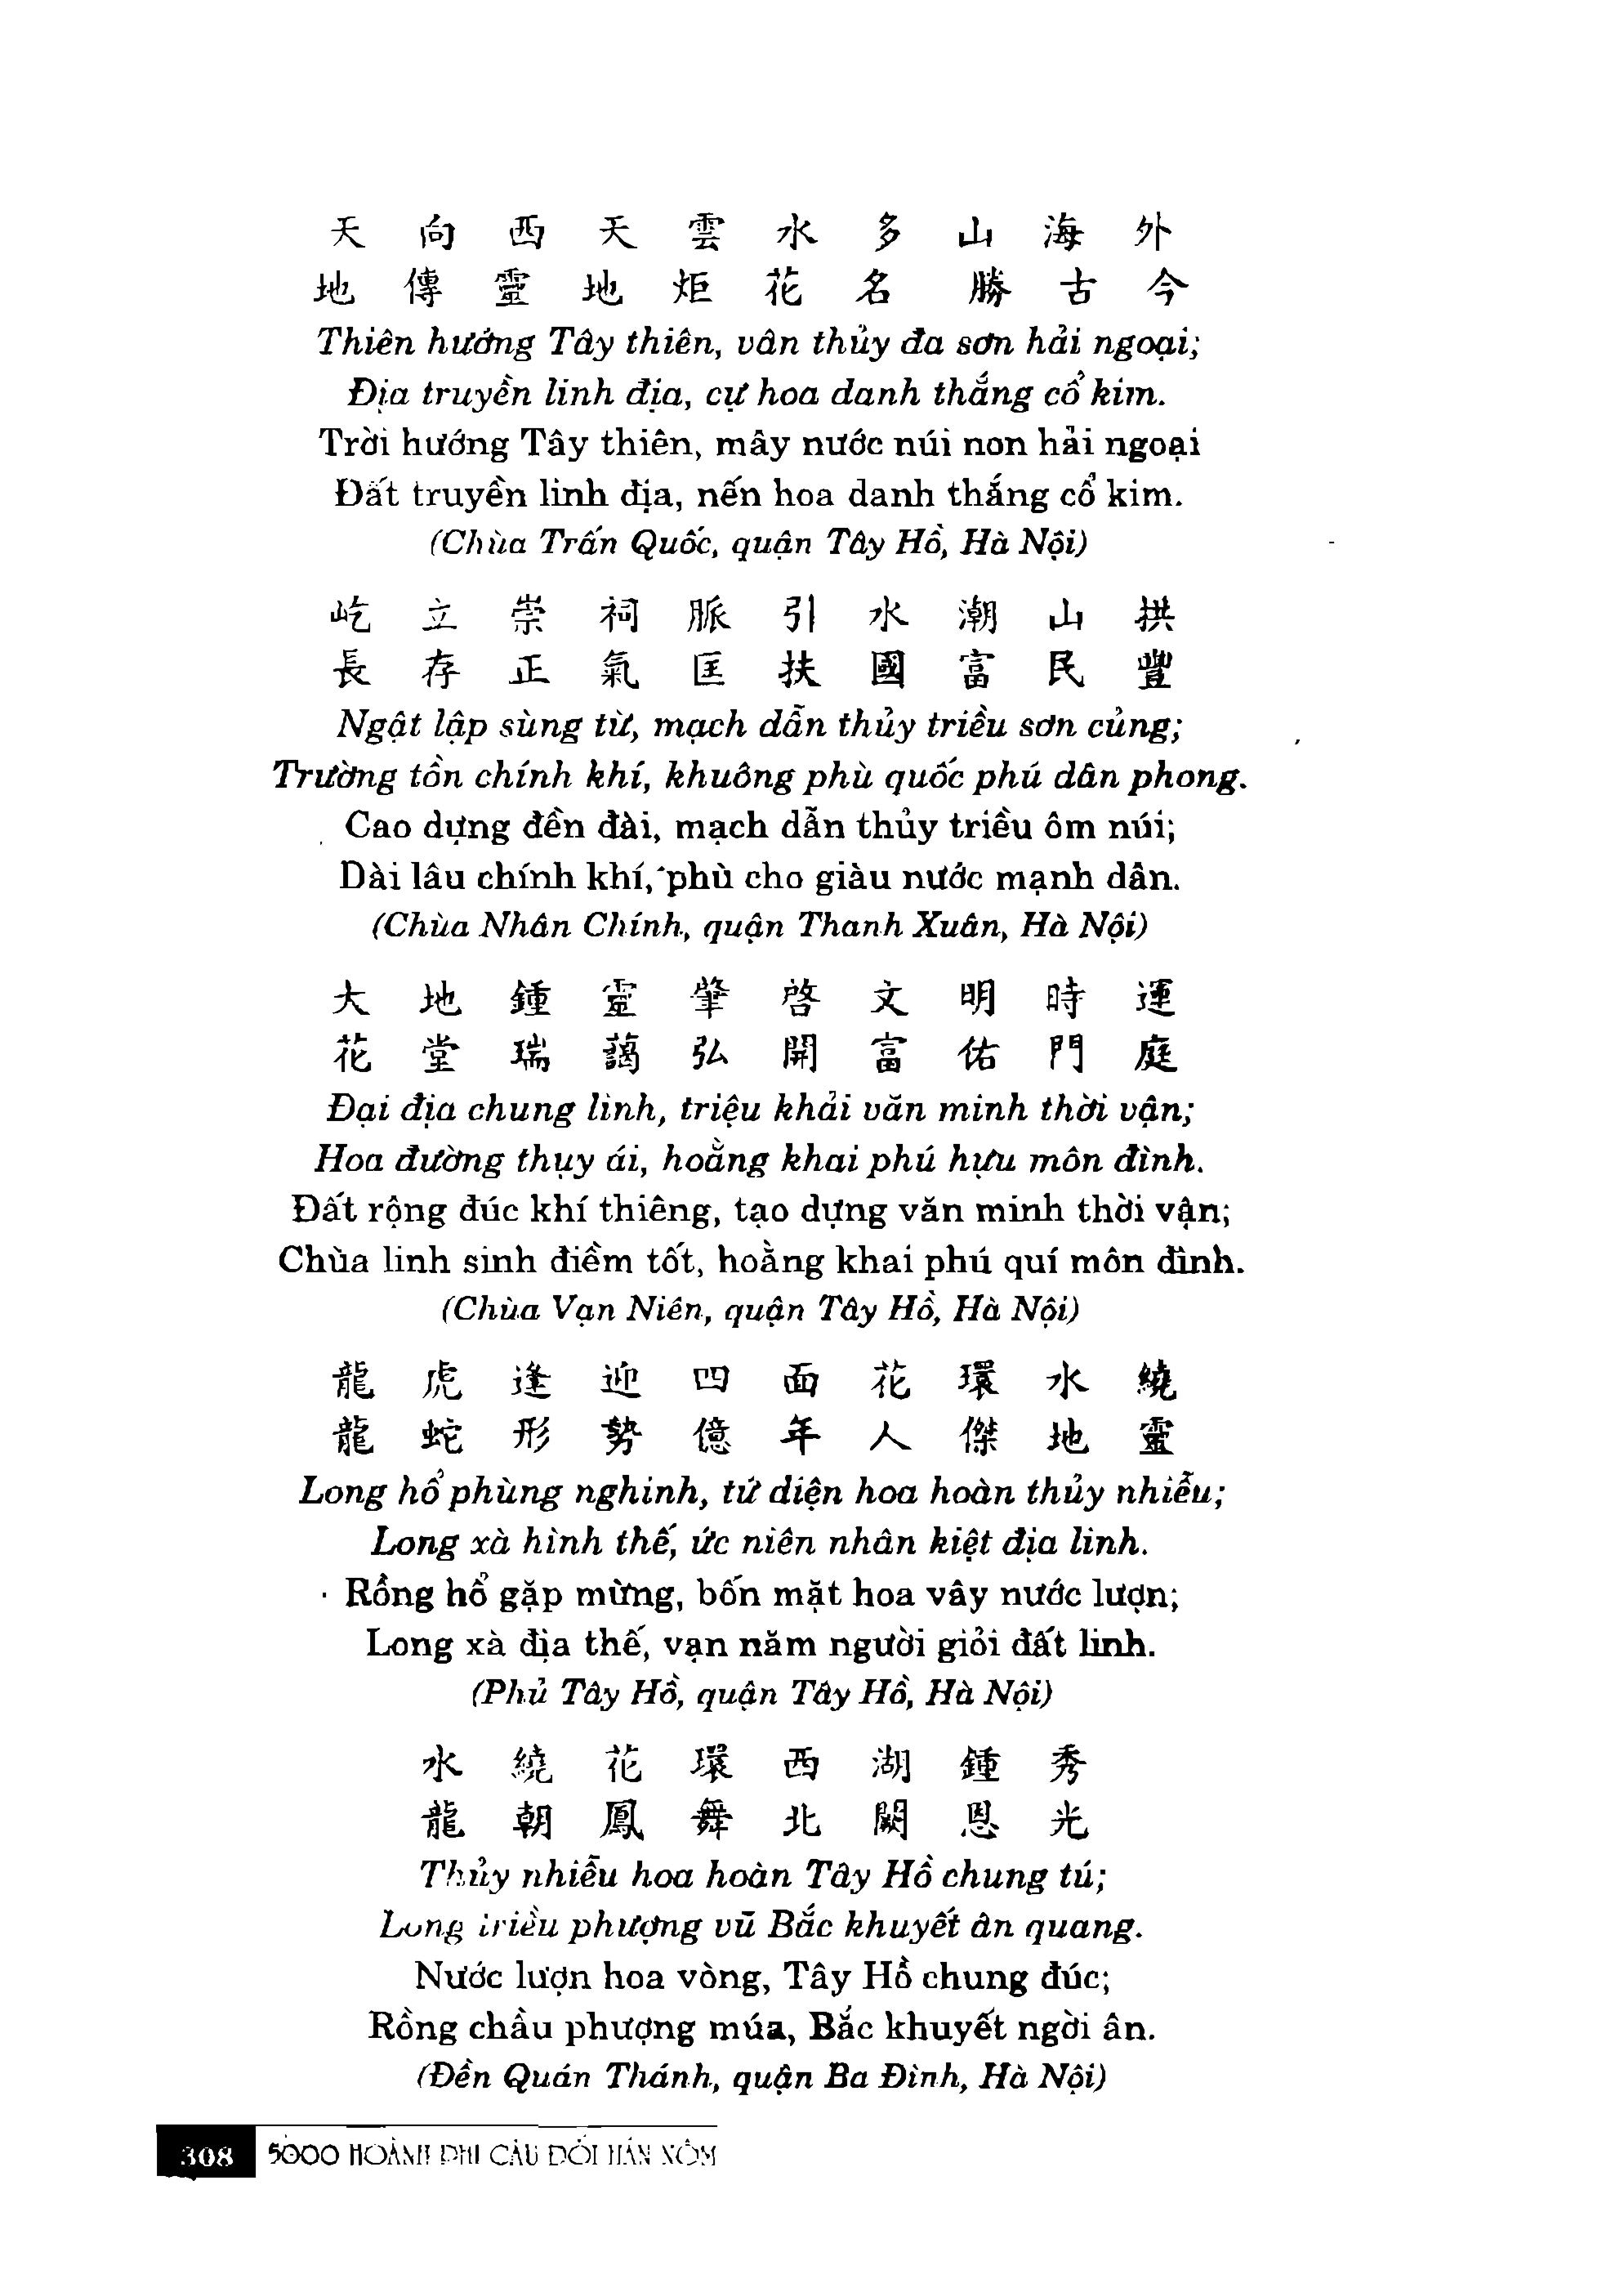 天向西天雲水多山海外
地傳靈地炬花名勝古今
Thiên hướng Tây thiên, vân thủy đa sơn hải ngoại;
Địa truyền linh địa, cự hoa danh thắng cổ kim.
Trời hướng Tây thiên, mây nước núi non hải ngoại
Đất truyền linh địa, nến hoa danh thắng cổ kim.
(Chùa Trấn Quốc, quận Tây Hồ, Hà Nội)
屹立崇祠脈引水潮山拱
長存正氣匡扶國富民豐
Ngật lập sùng từ, mạch dẫn thủy triều sơn củng;
Trường tồn chính khí, khuông phù quốc phú dân phong.
Cao dựng đền đài, mạch dẫn thủy triều ôm núi;
Dài lâu chính khí, phù cho giàu nước mạnh dân.
(Chùa Nhân Chính, quận Thanh Xuân, Hà Nội)
大地鍾靈肇啓文明時運
花堂瑞藹弘開富佑門庭
Đại địa chung linh, triệu khải văn minh thời vận;
Hoa đường thụy ái, hoằng khai phú hựu môn đình.
Đất rộng đúc khí thiêng, tạo dựng văn minh thời vận;
Chùa linh sinh điềm tốt, hoằng khai phú quí môn đình.
(Chùa Vạn Niên, quận Tây Hồ, Hà Nội)
龍虎逢迎四面花環水繞
龍蛇形勢億年人傑地靈
Long hổ phùng nghinh, tứ diện hoa hoàn thủy nhiễu;
Long xà hình thế, ức niên nhân kiệt địa linh.
Rồng hổ gặp mừng, bốn mặt hoa vây nước lượn;
Long xà địa thế, vạn năm người giỏi đất linh.
(Phủ Tây Hồ, quận Tây Hồ, Hà Nội)
水繞花環西湖鍾秀
龍朝鳳舞北闕恩光
Thủy nhiễu hoa hoàn Tây Hồ chung tú;
Long triều phượng vũ Bắc khuyết ân quang.
Nước lượn hoa vòng, Tây Hồ chung đúc;
Rồng chầu phượng múa, Bắc khuyết ngời ân.
(Đền Quán Thánh, quận Ba Đình, Hà Nội)
308 5000 HOÀNH PHI CÂU ĐỐI HÁN NÔM